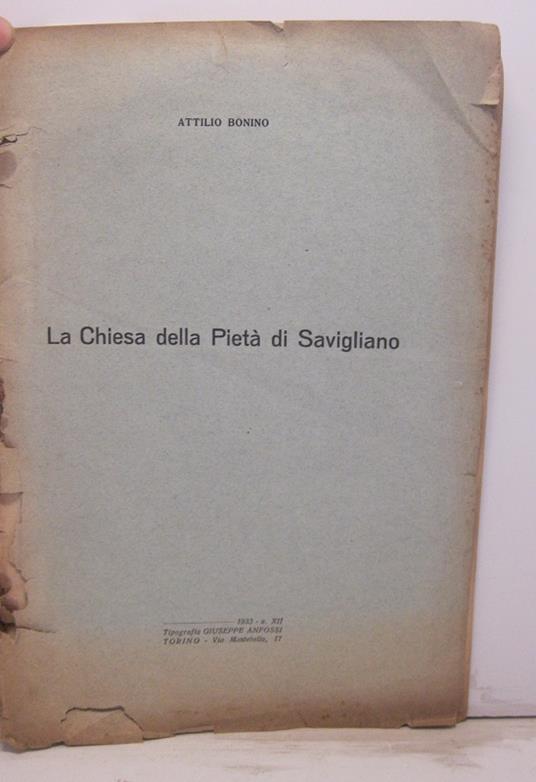 ATTILIO BONINO
La Chiesa della Pietà di Savigliano
1933 - a. XII
Tipografia GIUSEPPE ANFOSSI
TORINO - Via Montebello, 17